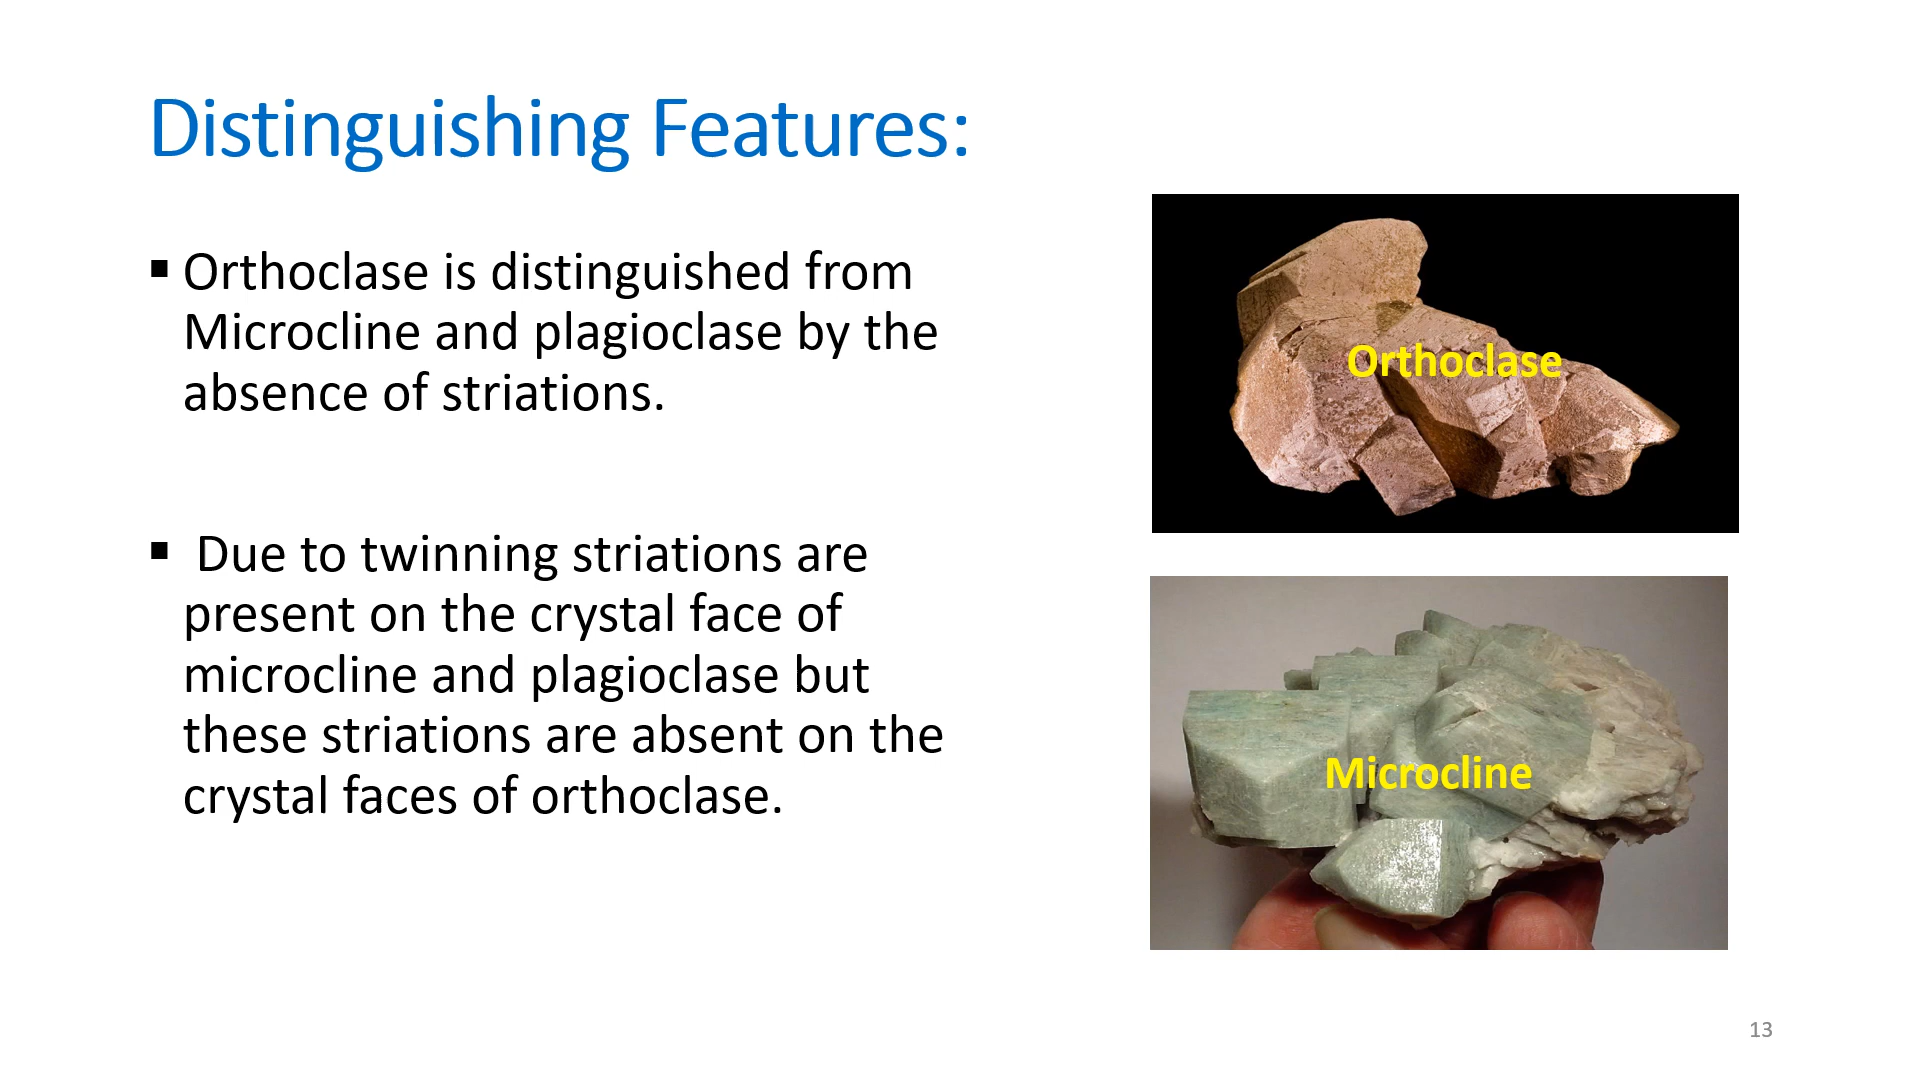 Distinguishing Features:
▪ Orthoclase is distinguished from
Microcline and plagioclase by the
absence of striations.
▪ Due to twinning striations are
present on the crystal face of
microcline and plagioclase but
these striations are absent on the
crystal faces of orthoclase.
Orthoclase
Microcline
13